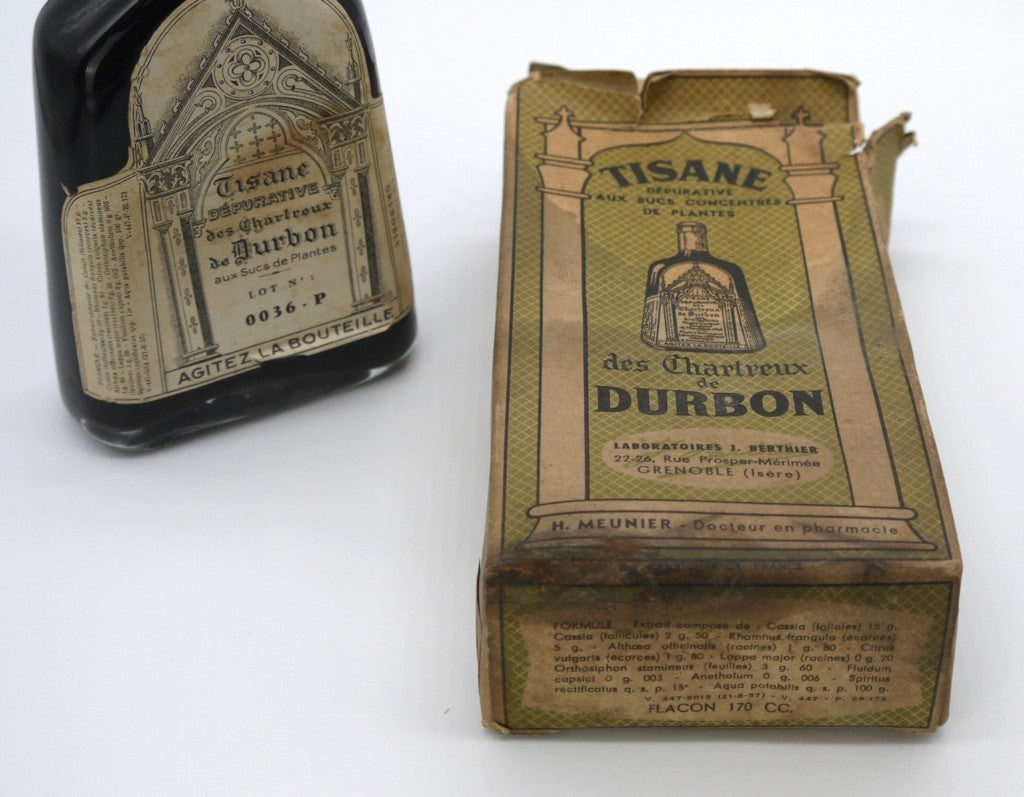 Tisane
DÉPURATIVE
des Chartreux
de Durbon
aux Sucs de Plantes
LOT N° :
0036 - P
AGITEZ LA BOUTEILLE
TISANE
DÉPURATIVE
AUX SUCS CONCENTRÉS
DE PLANTES
des Chartreux
de
DURBON
LABORATOIRES J. BERTHIER
22-26, Rue Prosper-Mérimée
GRENOBLE (Isère)
H. MEUNIER - Docteur en pharmacie
FRANCE
FORMULE. - Extrait composé de : Cassia (folioles) 15 g.
Cassia (follicules) 2 g. 50 - Rhamnus frangula (écorces)
5 g. - Althœa officinalis (racines) 1 g. 80 - Citrus
vulgaris (écorces) 1 g. 80 - Lappa major (racines) 0 g. 20
Orthosiphon stamineus (feuilles) 3 g. 60 - Fluidum
capsici 0 g. 003 - Anetholum 0 g. 006 - Spiritus
rectificatus q. s. p. 15° - Aqua potabilis q. s. p. 100 g.
FLACON 170 CC.